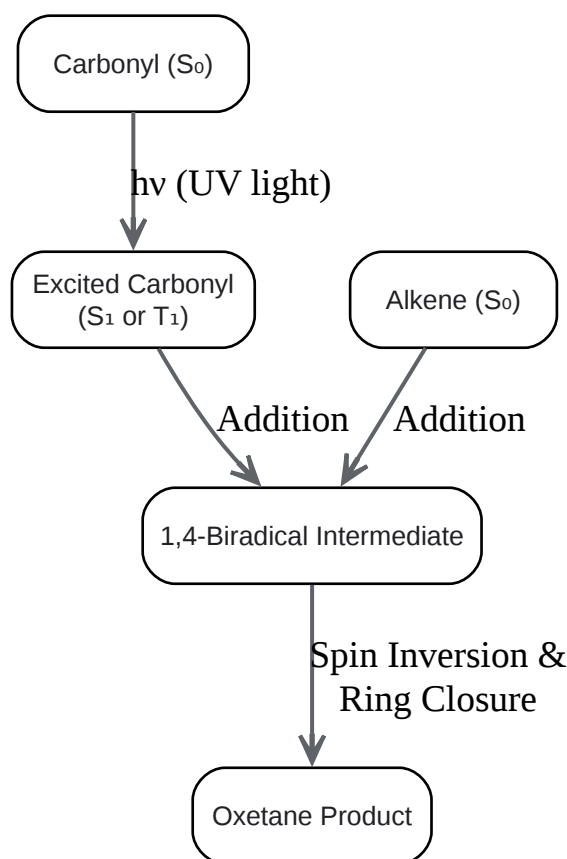 Carbonyl (S₀)
hν (UV light)
Excited Carbonyl
(S₁ or T₁)
Alkene (S₀)
Addition
Addition
1,4-Biradical Intermediate
Spin Inversion &
Ring Closure
Oxetane Product